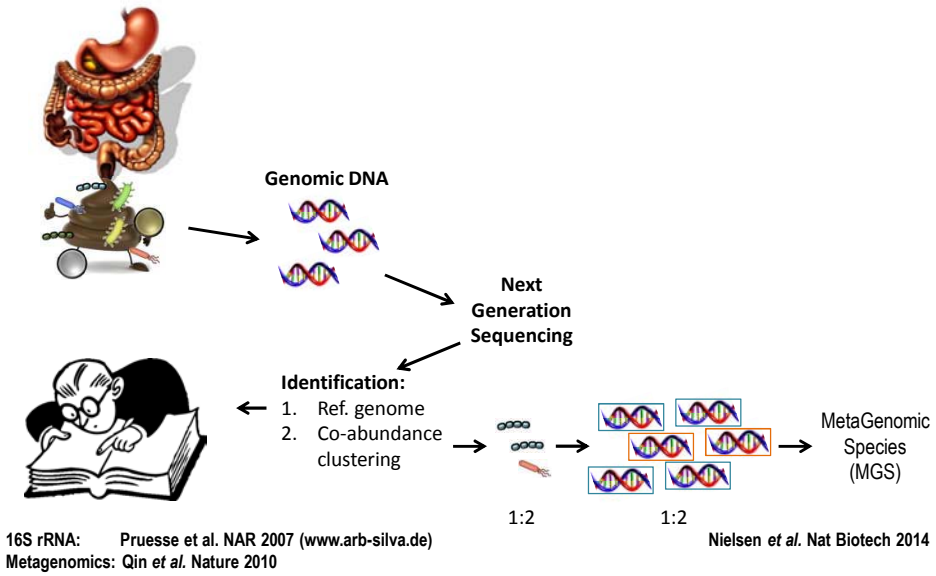 Genomic DNA
Next
Generation
Sequencing
Identification:
1. Ref. genome
2. Co-abundance
clustering
1:2
1:2
MetaGenomic
Species
(MGS)
16S rRNA: Pruesse et al. NAR 2007 (www.arb-silva.de)
Metagenomics: Qin et al. Nature 2010
Nielsen et al. Nat Biotech 2014